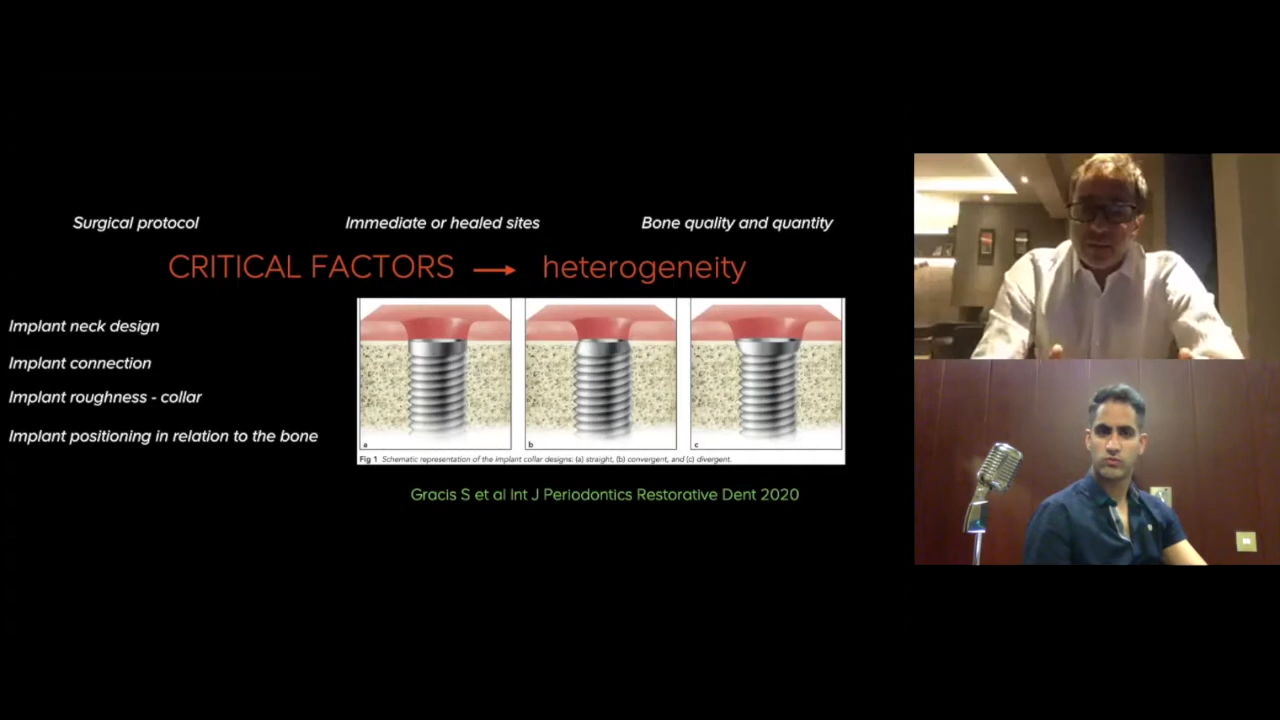 Surgical protocol
Immediate or healed sites
Bone quality and quantity
CRITICAL FACTORS → heterogeneity
Implant neck design
Implant connection
Implant roughness - collar
Implant positioning in relation to the bone
a
b
c
Fig 1 Schematic representation of the implant collar designs: (a) straight, (b) convergent, and (c) divergent.
Gracis S et al Int J Periodontics Restorative Dent 2020